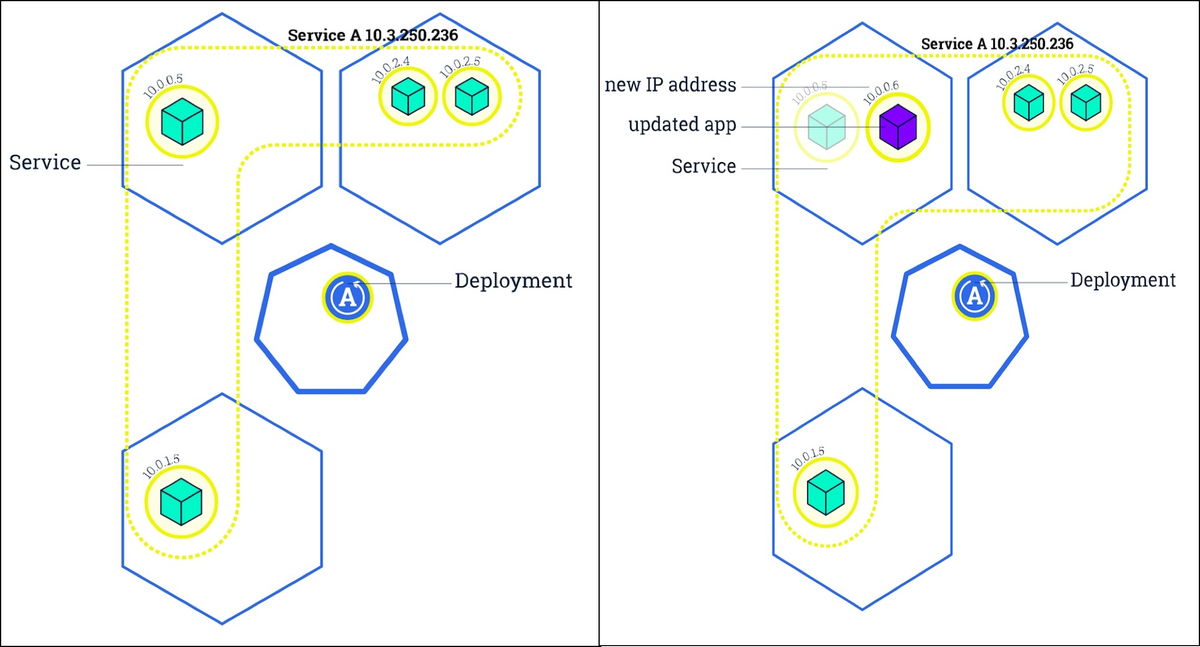 Service A 10.3.250.236
10.0.0.5
10.0.2.4
10.0.2.5
Service
A
Deployment
10.0.1.5
Service A 10.3.250.236
new IP address
10.0.0.5
10.0.0.6
10.0.2.4
10.0.2.5
updated app
Service
A
Deployment
10.0.1.5